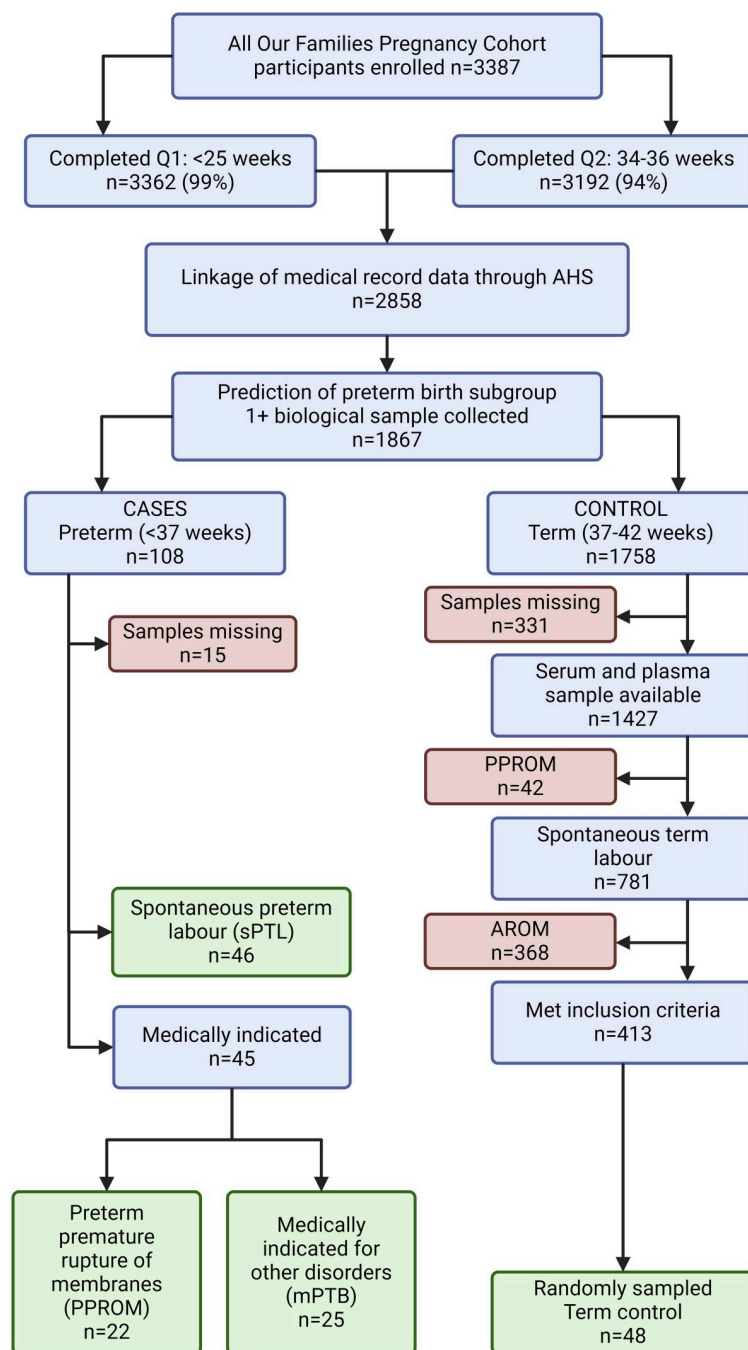 All Our Families Pregnancy Cohort
participants enrolled n=3387
Completed Q1: <25 weeks
n=3362 (99%)
Completed Q2: 34-36 weeks
n=3192 (94%)
Linkage of medical record data through AHS
n=2858
Prediction of preterm birth subgroup
1+ biological sample collected
n=1867
CASES
Preterm (<37 weeks)
n=108
CONTROL
Term (37-42 weeks)
n=1758
Samples missing
n=15
Samples missing
n=331
Serum and plasma
sample available
n=1427
PPROM
n=42
Spontaneous term
labour
n=781
Spontaneous preterm
labour (sPTL)
n=46
AROM
n=368
Met inclusion criteria
n=413
Medically indicated
n=45
Preterm
premature
rupture of
membranes
(PPROM)
n=22
Medically
indicated for
other disorders
(mPTB)
n=25
Randomly sampled
Term control
n=48